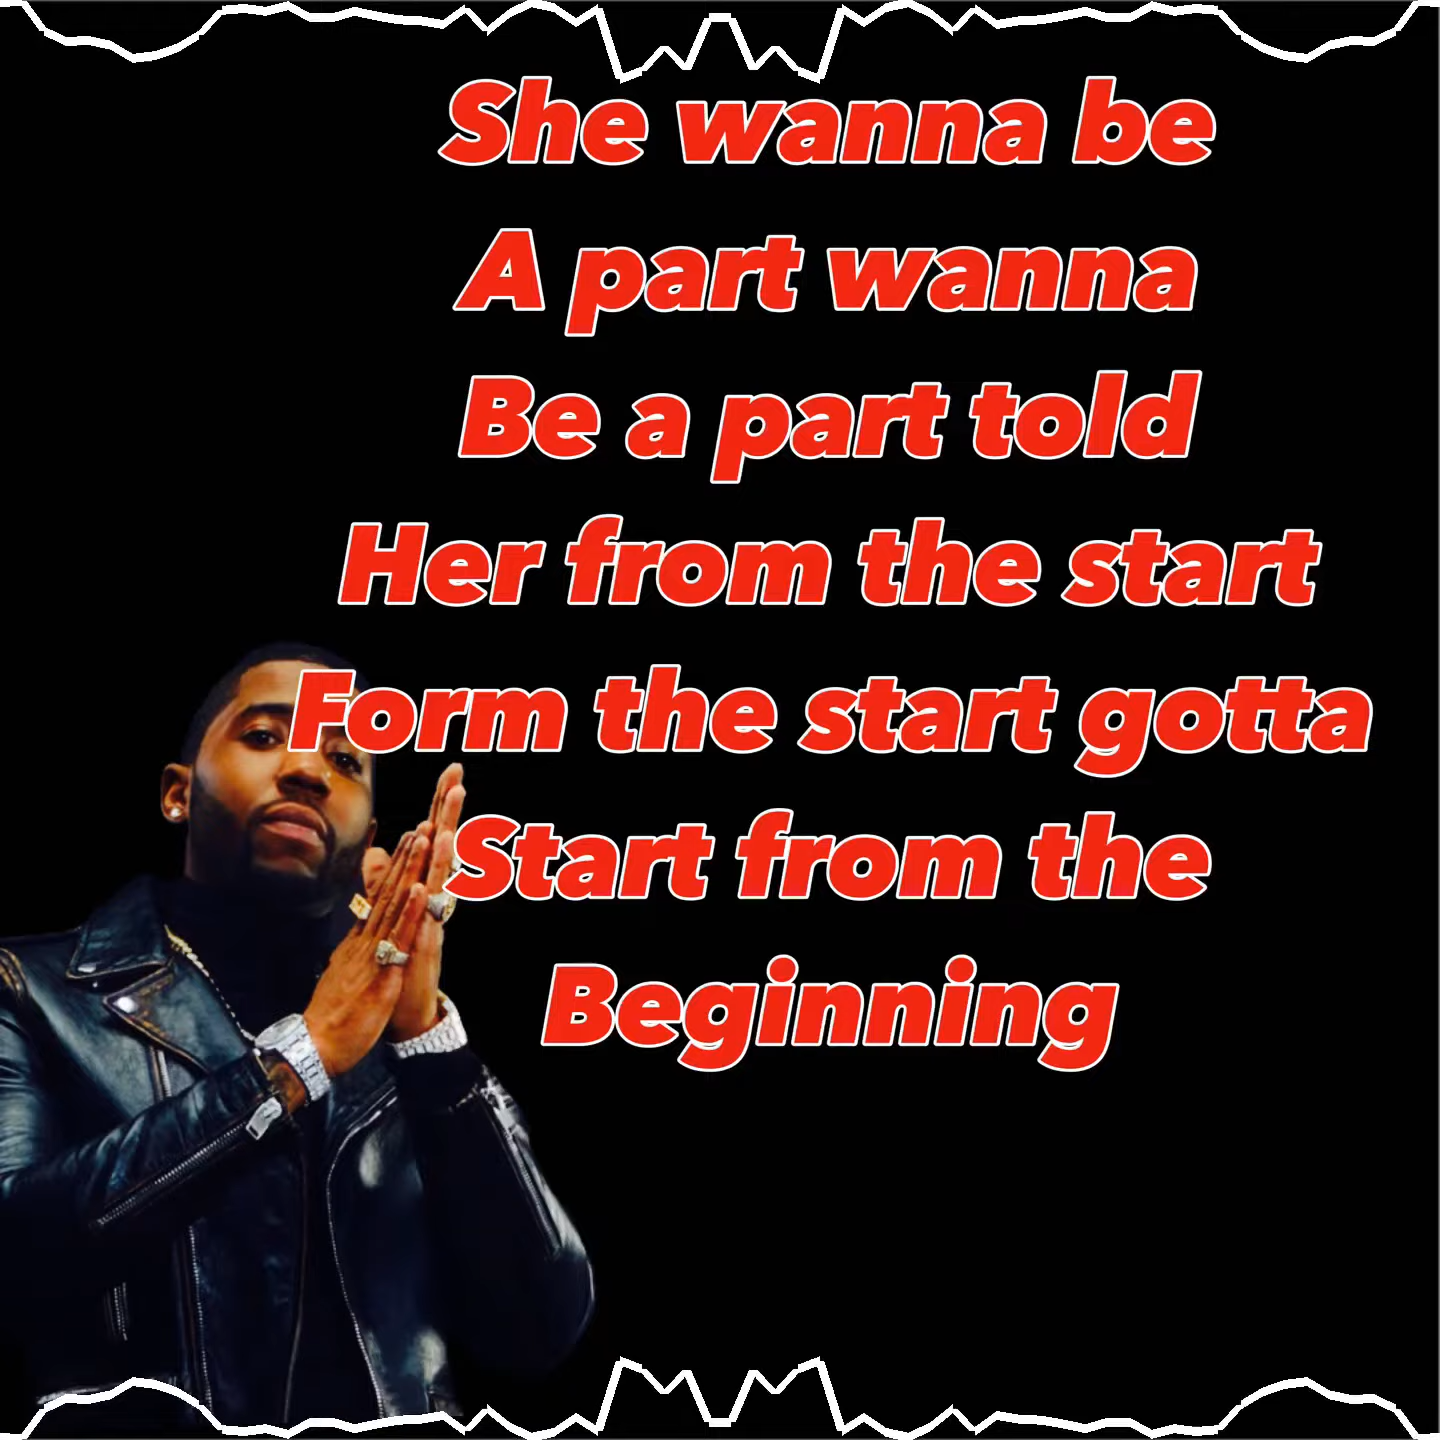 She wanna be
A part wanna
Be a part told
Her from the start
Form the start gotta
Start from the
Beginning